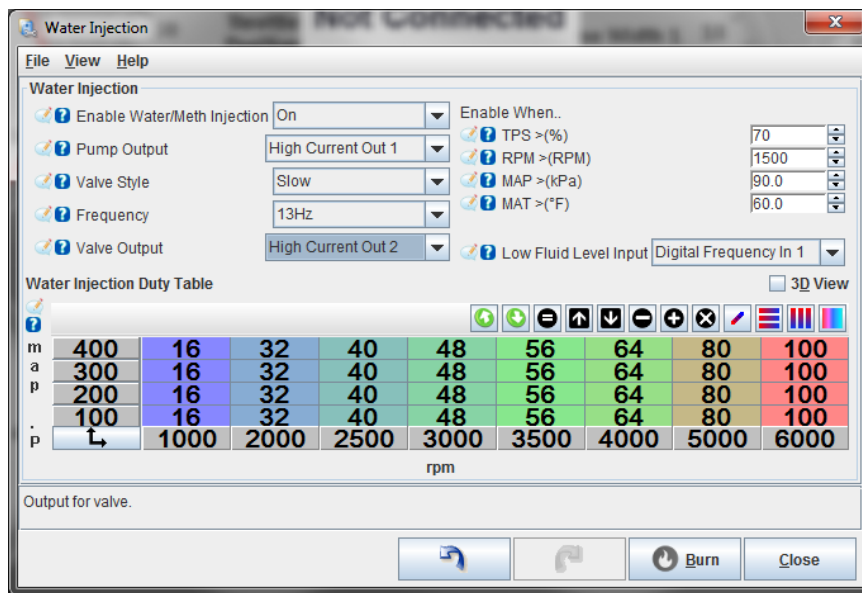 Water Injection
Not Connected
File View Help
Water Injection
Enable Water/Meth Injection On
Pump Output High Current Out 1
Valve Style Slow
Frequency 13Hz
Valve Output High Current Out 2
Enable When..
TPS >(%) 70
RPM >(RPM) 1500
MAP >(kPa) 90.0
MAT >(°F) 60.0
Low Fluid Level Input Digital Frequency In 1
Water Injection Duty Table
3D View
map.p
400 16 32 40 48 56 64 80 100
300 16 32 40 48 56 64 80 100
200 16 32 40 48 56 64 80 100
100 16 32 40 48 56 64 80 100
1000 2000 2500 3000 3500 4000 5000 6000
rpm
Output for valve.
Burn Close